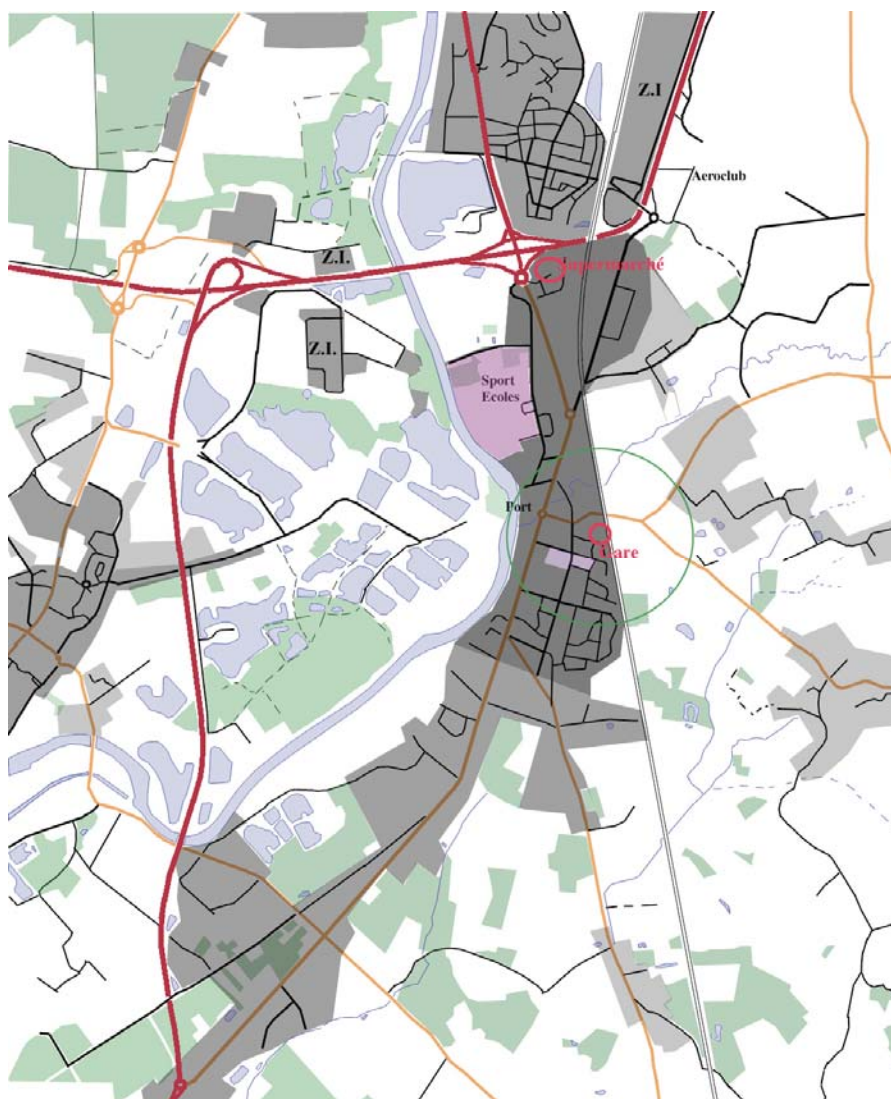 Z.I
Aeroclub
Z.I.
Supermarché
Z.I.
Sport
Ecoles
Port
Gare